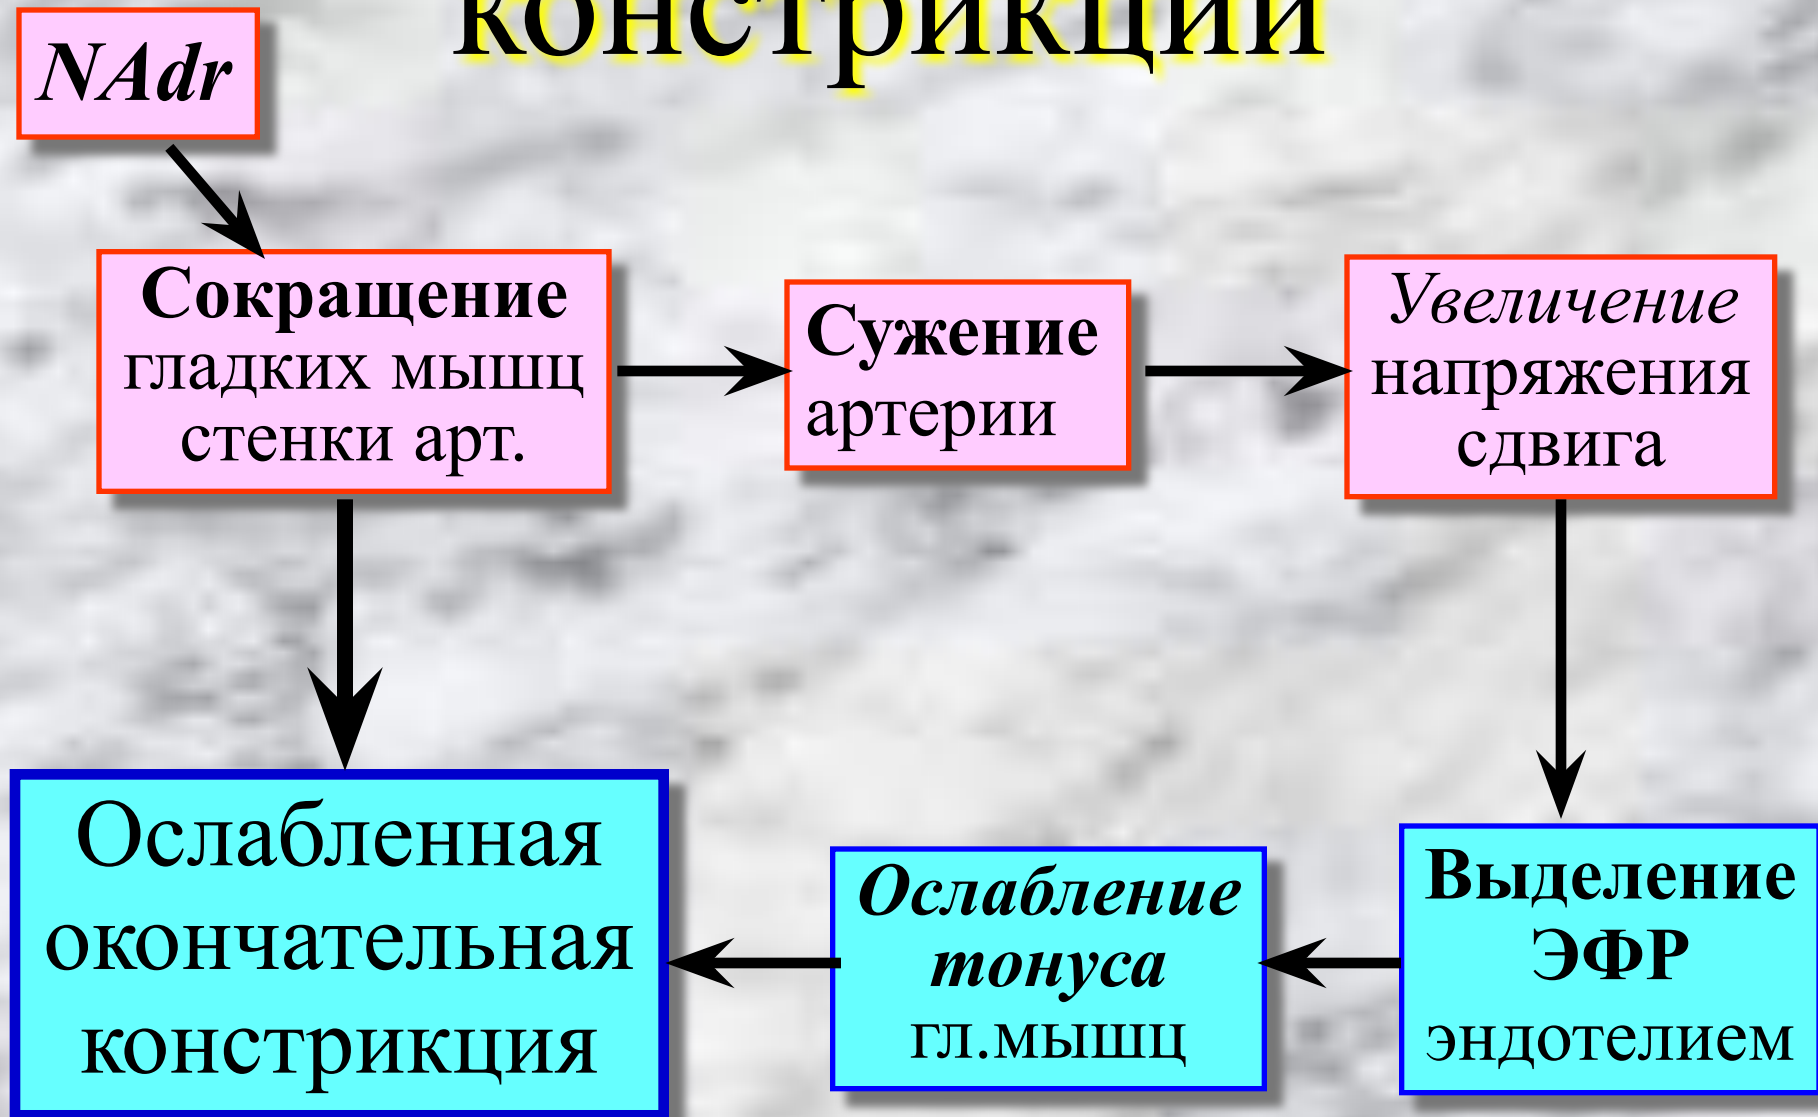 констрикции
NAdr
Сокращение
гладких мышц
стенки арт.
Сужение
артерии
Увеличение
напряжения
сдвига
Ослабленная
окончательная
констрикция
Ослабление
тонуса
гл.мышц
Выделение
ЭФР
эндотелием